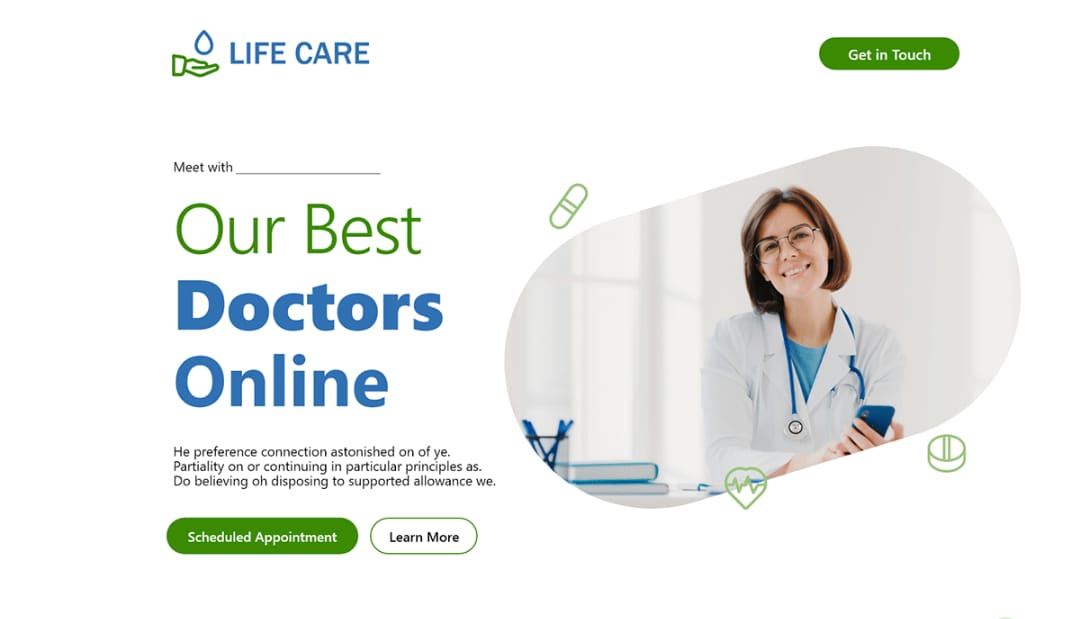 LIFE CARE
Get in Touch
Meet with ____________________
Our Best
Doctors
Online
He preference connection astonished on of ye.
Partiality on or continuing in particular principles as.
Do believing oh disposing to supported allowance we.
Scheduled Appointment
Learn More